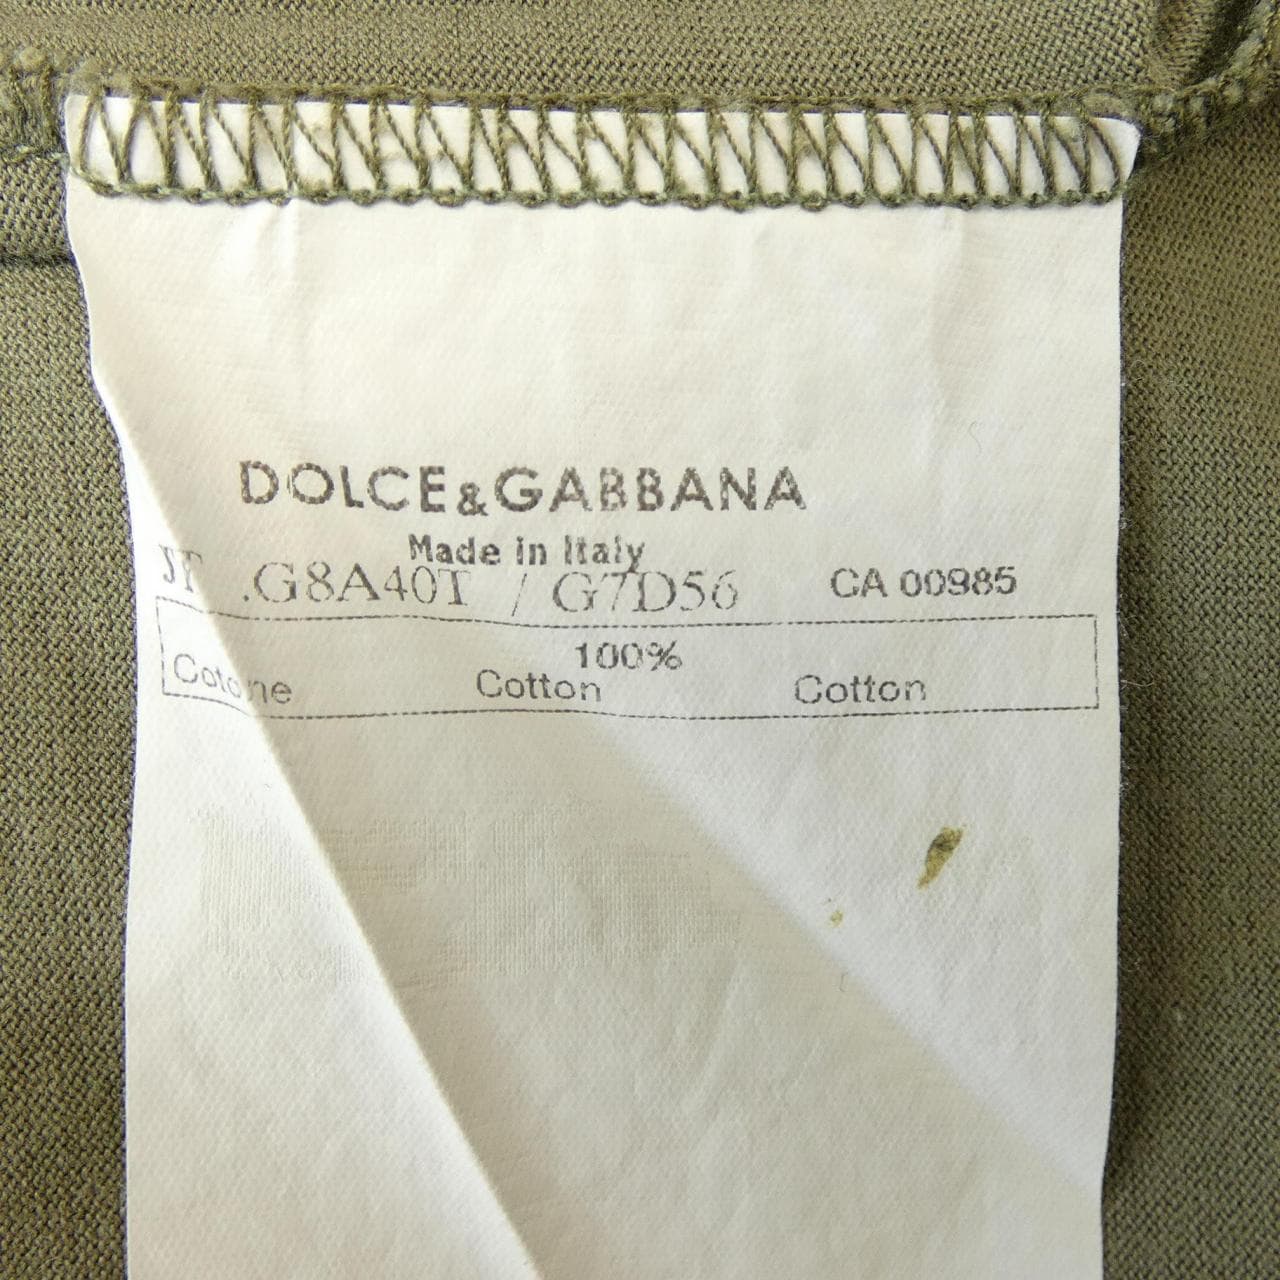 DOLCE&GABBANA
Made in Italy
.G8A40T / G7D56 CA 00985
100%
Cotone Cotton Cotton